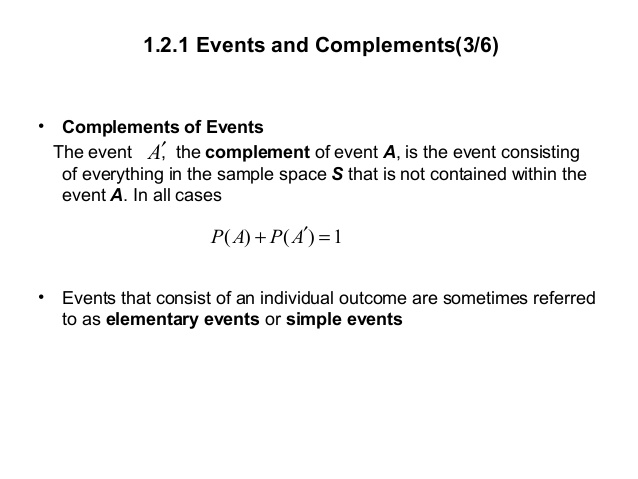 1.2.1 Events and Complements(3/6)
• Complements of Events
The event A′, the complement of event A, is the event consisting
of everything in the sample space S that is not contained within the
event A. In all cases
P(A)+P(A′)=1
• Events that consist of an individual outcome are sometimes referred
to as elementary events or simple events